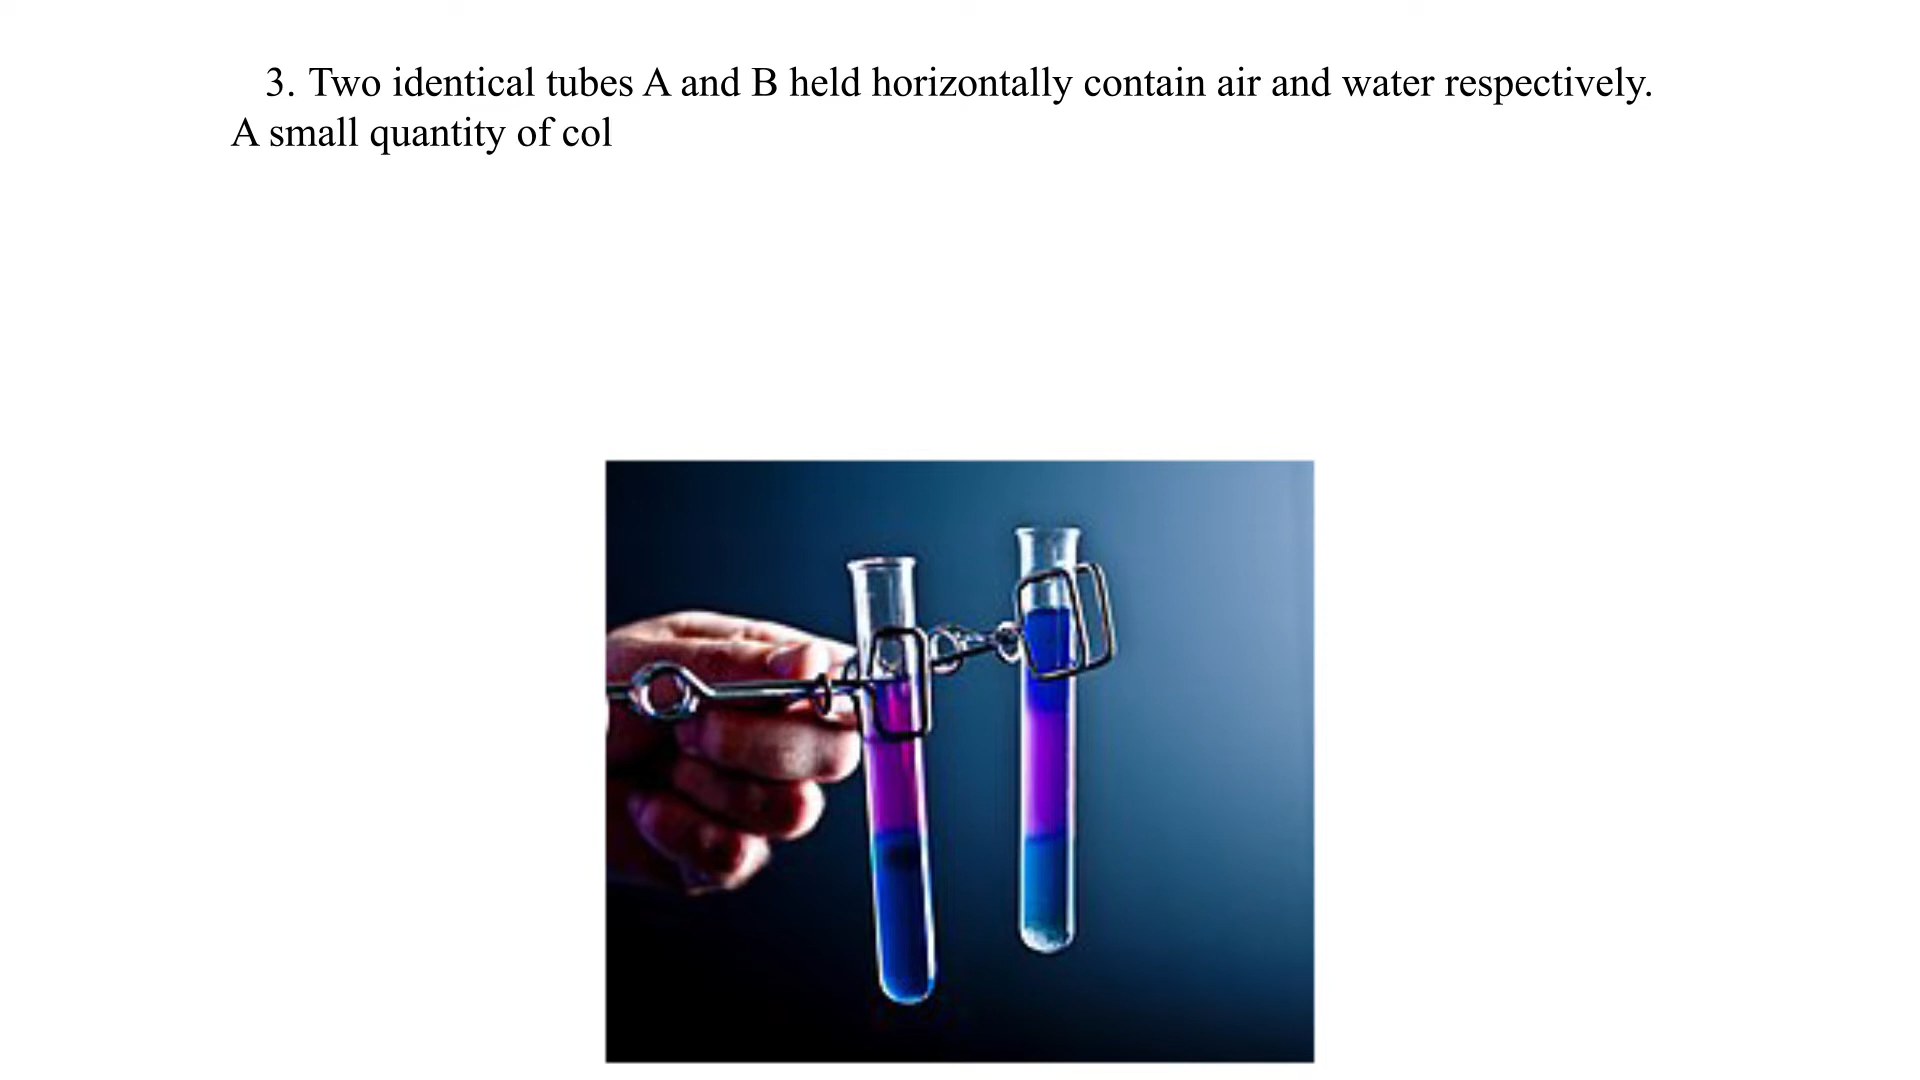 3. Two identical tubes A and B held horizontally contain air and water respectively.
A small quantity of col